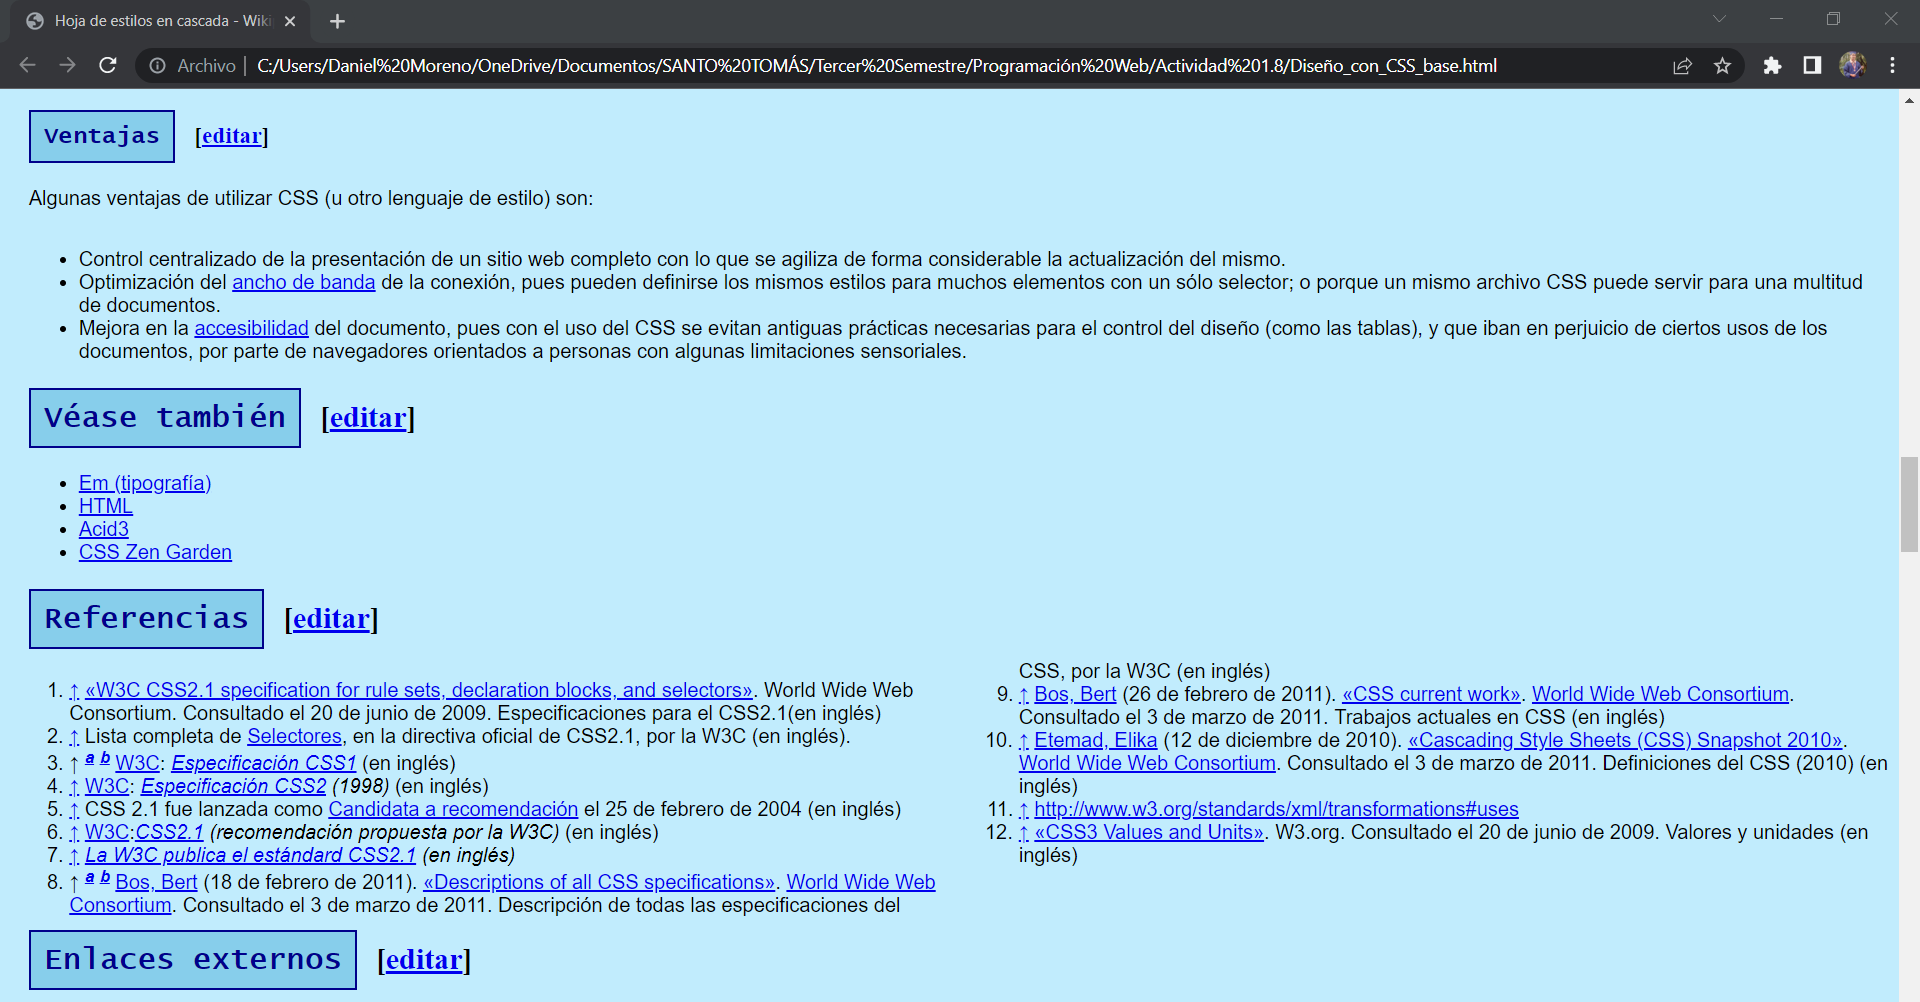 Hoja de estilos en cascada - Wiki
Archivo | C:/Users/Daniel%20Moreno/OneDrive/Documentos/SANTO%20TOMÁS/Tercer%20Semestre/Programación%20Web/Actividad%201.8/Diseño_con_CSS_base.html
Ventajas [editar]
Algunas ventajas de utilizar CSS (u otro lenguaje de estilo) son:
• Control centralizado de la presentación de un sitio web completo con lo que se agiliza de forma considerable la actualización del mismo.
• Optimización del ancho de banda de la conexión, pues pueden definirse los mismos estilos para muchos elementos con un sólo selector; o porque un mismo archivo CSS puede servir para una multitud
de documentos.
• Mejora en la accesibilidad del documento, pues con el uso del CSS se evitan antiguas prácticas necesarias para el control del diseño (como las tablas), y que iban en perjuicio de ciertos usos de los
documentos, por parte de navegadores orientados a personas con algunas limitaciones sensoriales.
Véase también [editar]
• Em (tipografía)
• HTML
• Acid3
• CSS Zen Garden
Referencias [editar]
1. ↑ «W3C CSS2.1 specification for rule sets, declaration blocks, and selectors». World Wide Web
Consortium. Consultado el 20 de junio de 2009. Especificaciones para el CSS2.1(en inglés)
2. ↑ Lista completa de Selectores, en la directiva oficial de CSS2.1, por la W3C (en inglés).
3. ↑ a b W3C: Especificación CSS1 (en inglés)
4. ↑ W3C: Especificación CSS2 (1998) (en inglés)
5. ↑ CSS 2.1 fue lanzada como Candidata a recomendación el 25 de febrero de 2004 (en inglés)
6. ↑ W3C:CSS2.1 (recomendación propuesta por la W3C) (en inglés)
7. ↑ La W3C publica el estándard CSS2.1 (en inglés)
8. ↑ a b Bos, Bert (18 de febrero de 2011). «Descriptions of all CSS specifications». World Wide Web
Consortium. Consultado el 3 de marzo de 2011. Descripción de todas las especificaciones del
CSS, por la W3C (en inglés)
9. ↑ Bos, Bert (26 de febrero de 2011). «CSS current work». World Wide Web Consortium.
Consultado el 3 de marzo de 2011. Trabajos actuales en CSS (en inglés)
10. ↑ Etemad, Elika (12 de diciembre de 2010). «Cascading Style Sheets (CSS) Snapshot 2010».
World Wide Web Consortium. Consultado el 3 de marzo de 2011. Definiciones del CSS (2010) (en
inglés)
11. ↑ http://www.w3.org/standards/xml/transformations#uses
12. ↑ «CSS3 Values and Units». W3.org. Consultado el 20 de junio de 2009. Valores y unidades (en
inglés)
Enlaces externos [editar]